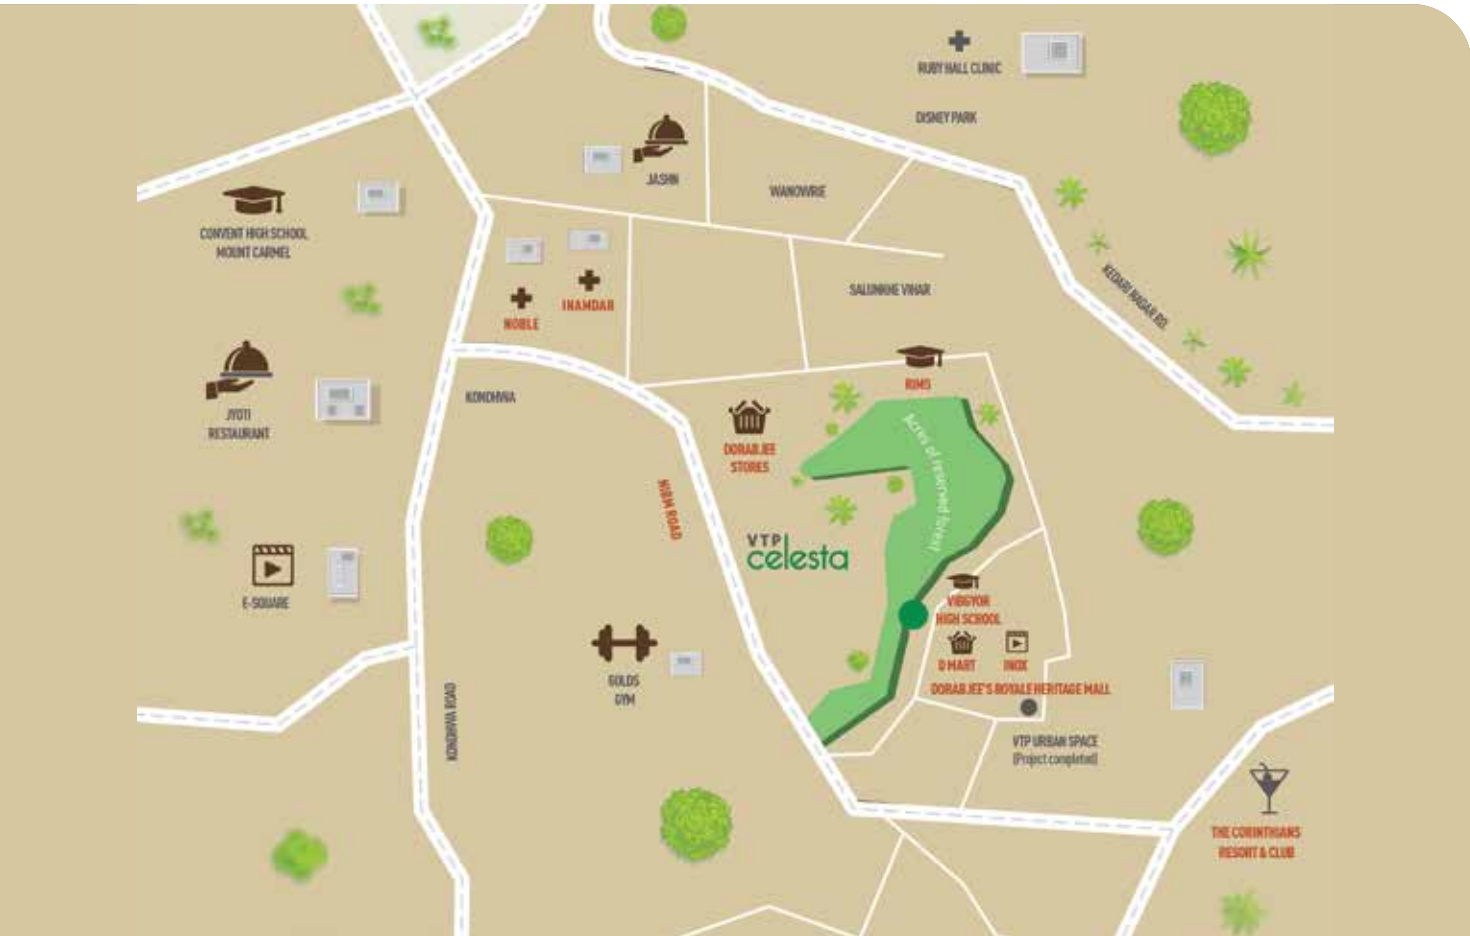 RUBY HALL CLINIC
DISNEY PARK
JASHN
WANOWRIE
CONVENT HIGH SCHOOL
MOUNT CARMEL
INAMDAR
NOBLE
SALUNKHE VIHAR
KEDARI NAGAR RD.
RIMS
KONDHWA
JYOTI
RESTAURANT
DORABJEE
STORES
Acres of reserved forest
NIBM ROAD
VTP
celesta
E-SQUARE
VIBGYOR
HIGH SCHOOL
D MART
INOX
GOLDS
GYM
DORABJEE'S ROYALE HERITAGE MALL
KONDHWA ROAD
VTP URBAN SPACE
(Project completed)
THE CORINTHIANS
RESORT & CLUB